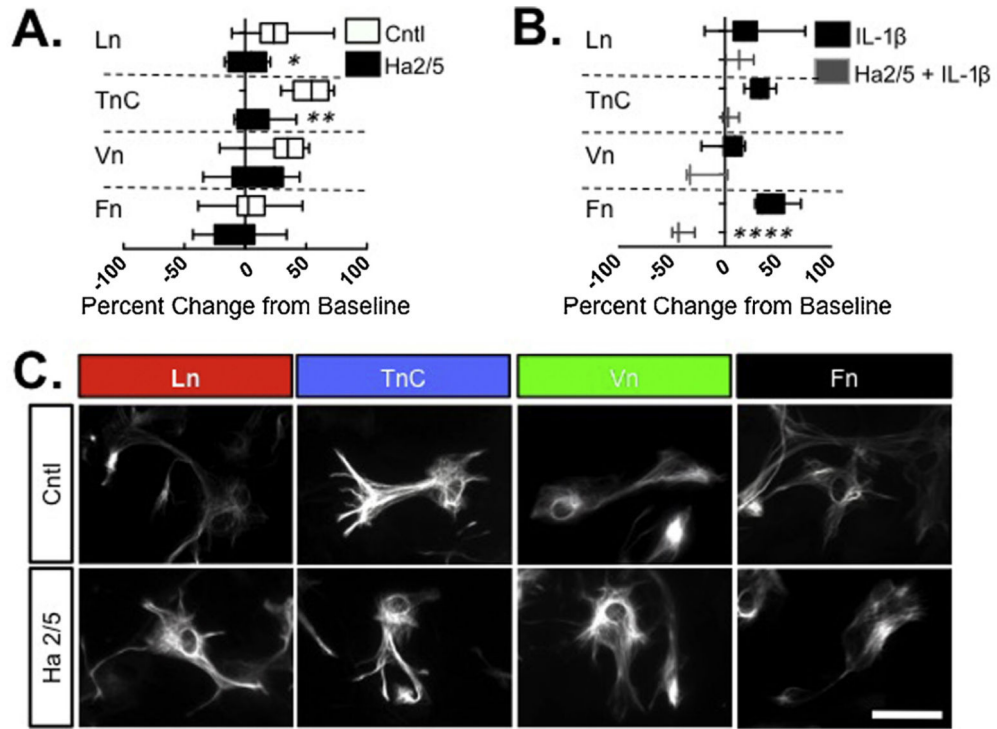 A.
Ln
Cntl
Ha2/5
*
TnC
**
Vn
Fn
-100 -50 0 50 100
Percent Change from Baseline
B.
Ln
IL-1β
Ha2/5 + IL-1β
TnC
Vn
Fn
****
-100 -50 0 50 100
Percent Change from Baseline
C.
Ln TnC Vn Fn
Cntl
Ha 2/5